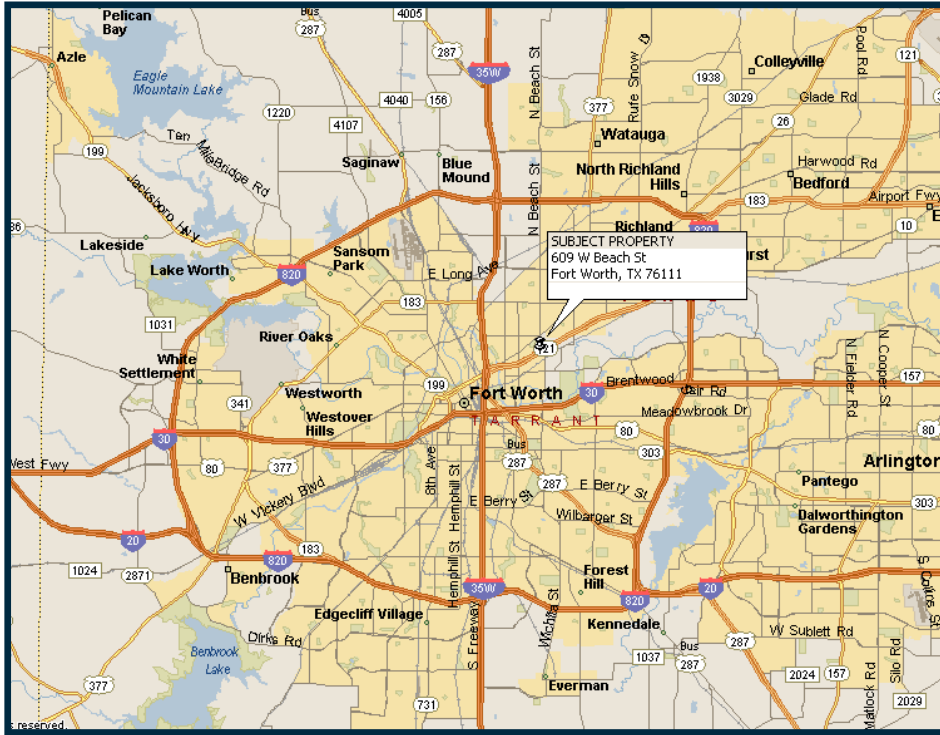 Pelican
Bay
Bus
287
4005
Azle
Eagle
Mountain Lake
287
35W
N Beach St
377
Rufe Snow
1938
Colleyville
Pool Rd
121
3029
Glade Rd
4040
156
1220
4107
26
Ten
Mile Bridge Rd
Watauga
199
Saginaw
Blue
Mound
N Beach St
North Richland
Hills
Harwood Rd
Bedford
Jacksboro Hwy
183
Airport Fwy
E
Richland
820
10
Lakeside
Sansom
Park
E Long Ave
SUBJECT PROPERTY
609 W Beach St
Fort Worth, TX 76111
Lake Worth
820
183
1031
River Oaks
121
White
Settlement
199
Fort Worth
30
Brentwood
157
Westworth
341
Westover
Hills
TARRANT
Meadowbrook Dr
N Fielder Rd
N Cooper St
30
80
303
80
West Fwy
80
377
8th Ave
Bus
287
Arlington
W Vickery Blvd
Hemphill St
E Berry St
287
E Berry St
Pantego
Wilbarger St
303
Dalworthington
Gardens
20
183
1024
2871
820
Benbrook
Hemphill St
35W
Forest
Hill
20
Edgecliff Village
Wichita St
820
Kennedale
Benbrook
Lake
Dirks Rd
S Freeway
Bus
287
1037
287
W Sublett Rd
377
731
Everman
2024
157
Matlock Rd
Silo Rd
2029
s reserved.